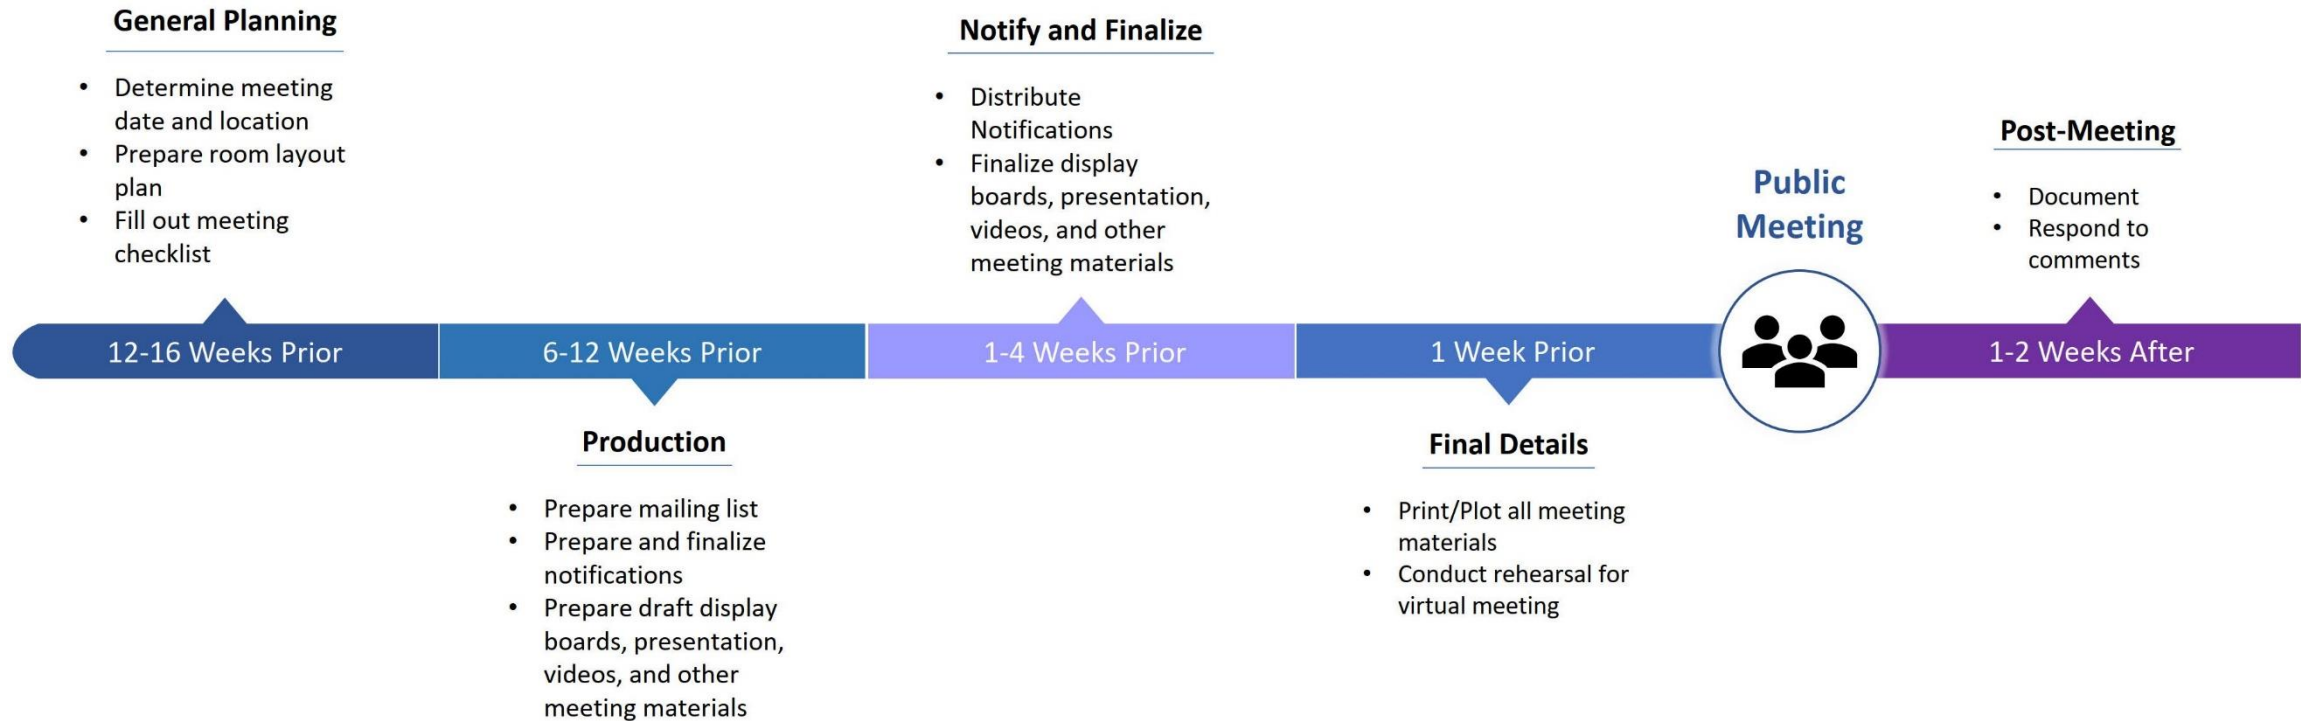 General Planning
• Determine meeting
date and location
• Prepare room layout
plan
• Fill out meeting
checklist
12-16 Weeks Prior
6-12 Weeks Prior
Production
• Prepare mailing list
• Prepare and finalize
notifications
• Prepare draft display
boards, presentation,
videos, and other
meeting materials
Notify and Finalize
• Distribute
Notifications
• Finalize display
boards, presentation,
videos, and other
meeting materials
1-4 Weeks Prior
1 Week Prior
Final Details
• Print/Plot all meeting
materials
• Conduct rehearsal for
virtual meeting
Public
Meeting
Post-Meeting
• Document
• Respond to
comments
1-2 Weeks After